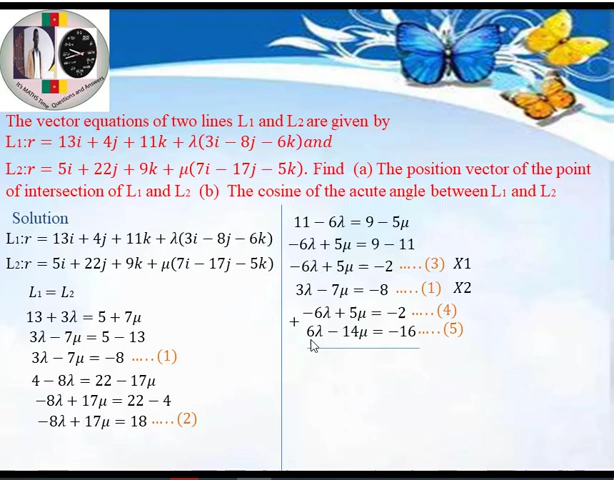 It's MATHS Time Questions and Answers
The vector equations of two lines L1 and L2 are given by
L1:r = 13i + 4j + 11k + λ(3i − 8j − 6k)and
L2:r = 5i + 22j + 9k + μ(7i − 17j − 5k). Find (a) The position vector of the point
of intersection of L1 and L2 (b) The cosine of the acute angle between L1 and L2
Solution
L1:r = 13i + 4j + 11k + λ(3i − 8j − 6k)
L2:r = 5i + 22j + 9k + μ(7i − 17j − 5k)
L₁ = L₂
13 + 3λ = 5 + 7μ
3λ − 7μ = 5 − 13
3λ − 7μ = −8 .....(1)
4 − 8λ = 22 − 17μ
−8λ + 17μ = 22 − 4
−8λ + 17μ = 18 .....(2)
11 − 6λ = 9 − 5μ
−6λ + 5μ = 9 − 11
−6λ + 5μ = −2 .....(3) X1
3λ − 7μ = −8 .....(1) X2
−6λ + 5μ = −2 .....(4)
+ 6λ − 14μ = −16 .....(5)